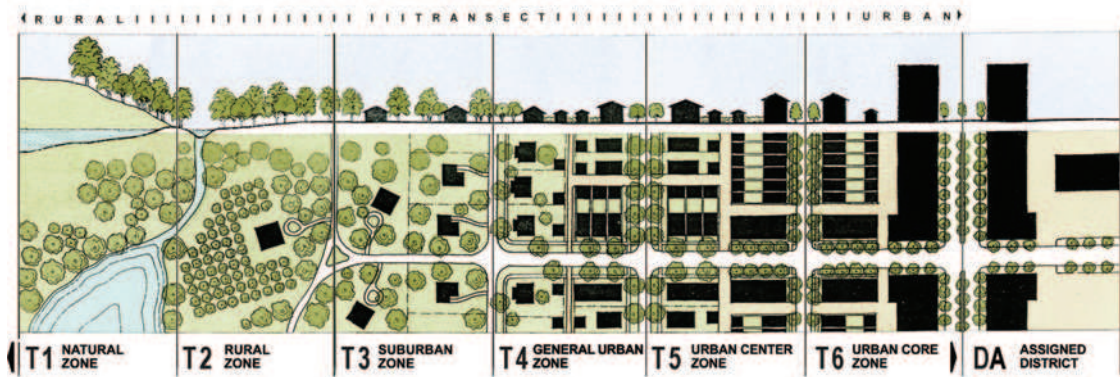 RURAL TRANSECT URBAN
T1 NATURAL ZONE
T2 RURAL ZONE
T3 SUBURBAN ZONE
T4 GENERAL URBAN ZONE
T5 URBAN CENTER ZONE
T6 URBAN CORE ZONE
DA ASSIGNED DISTRICT